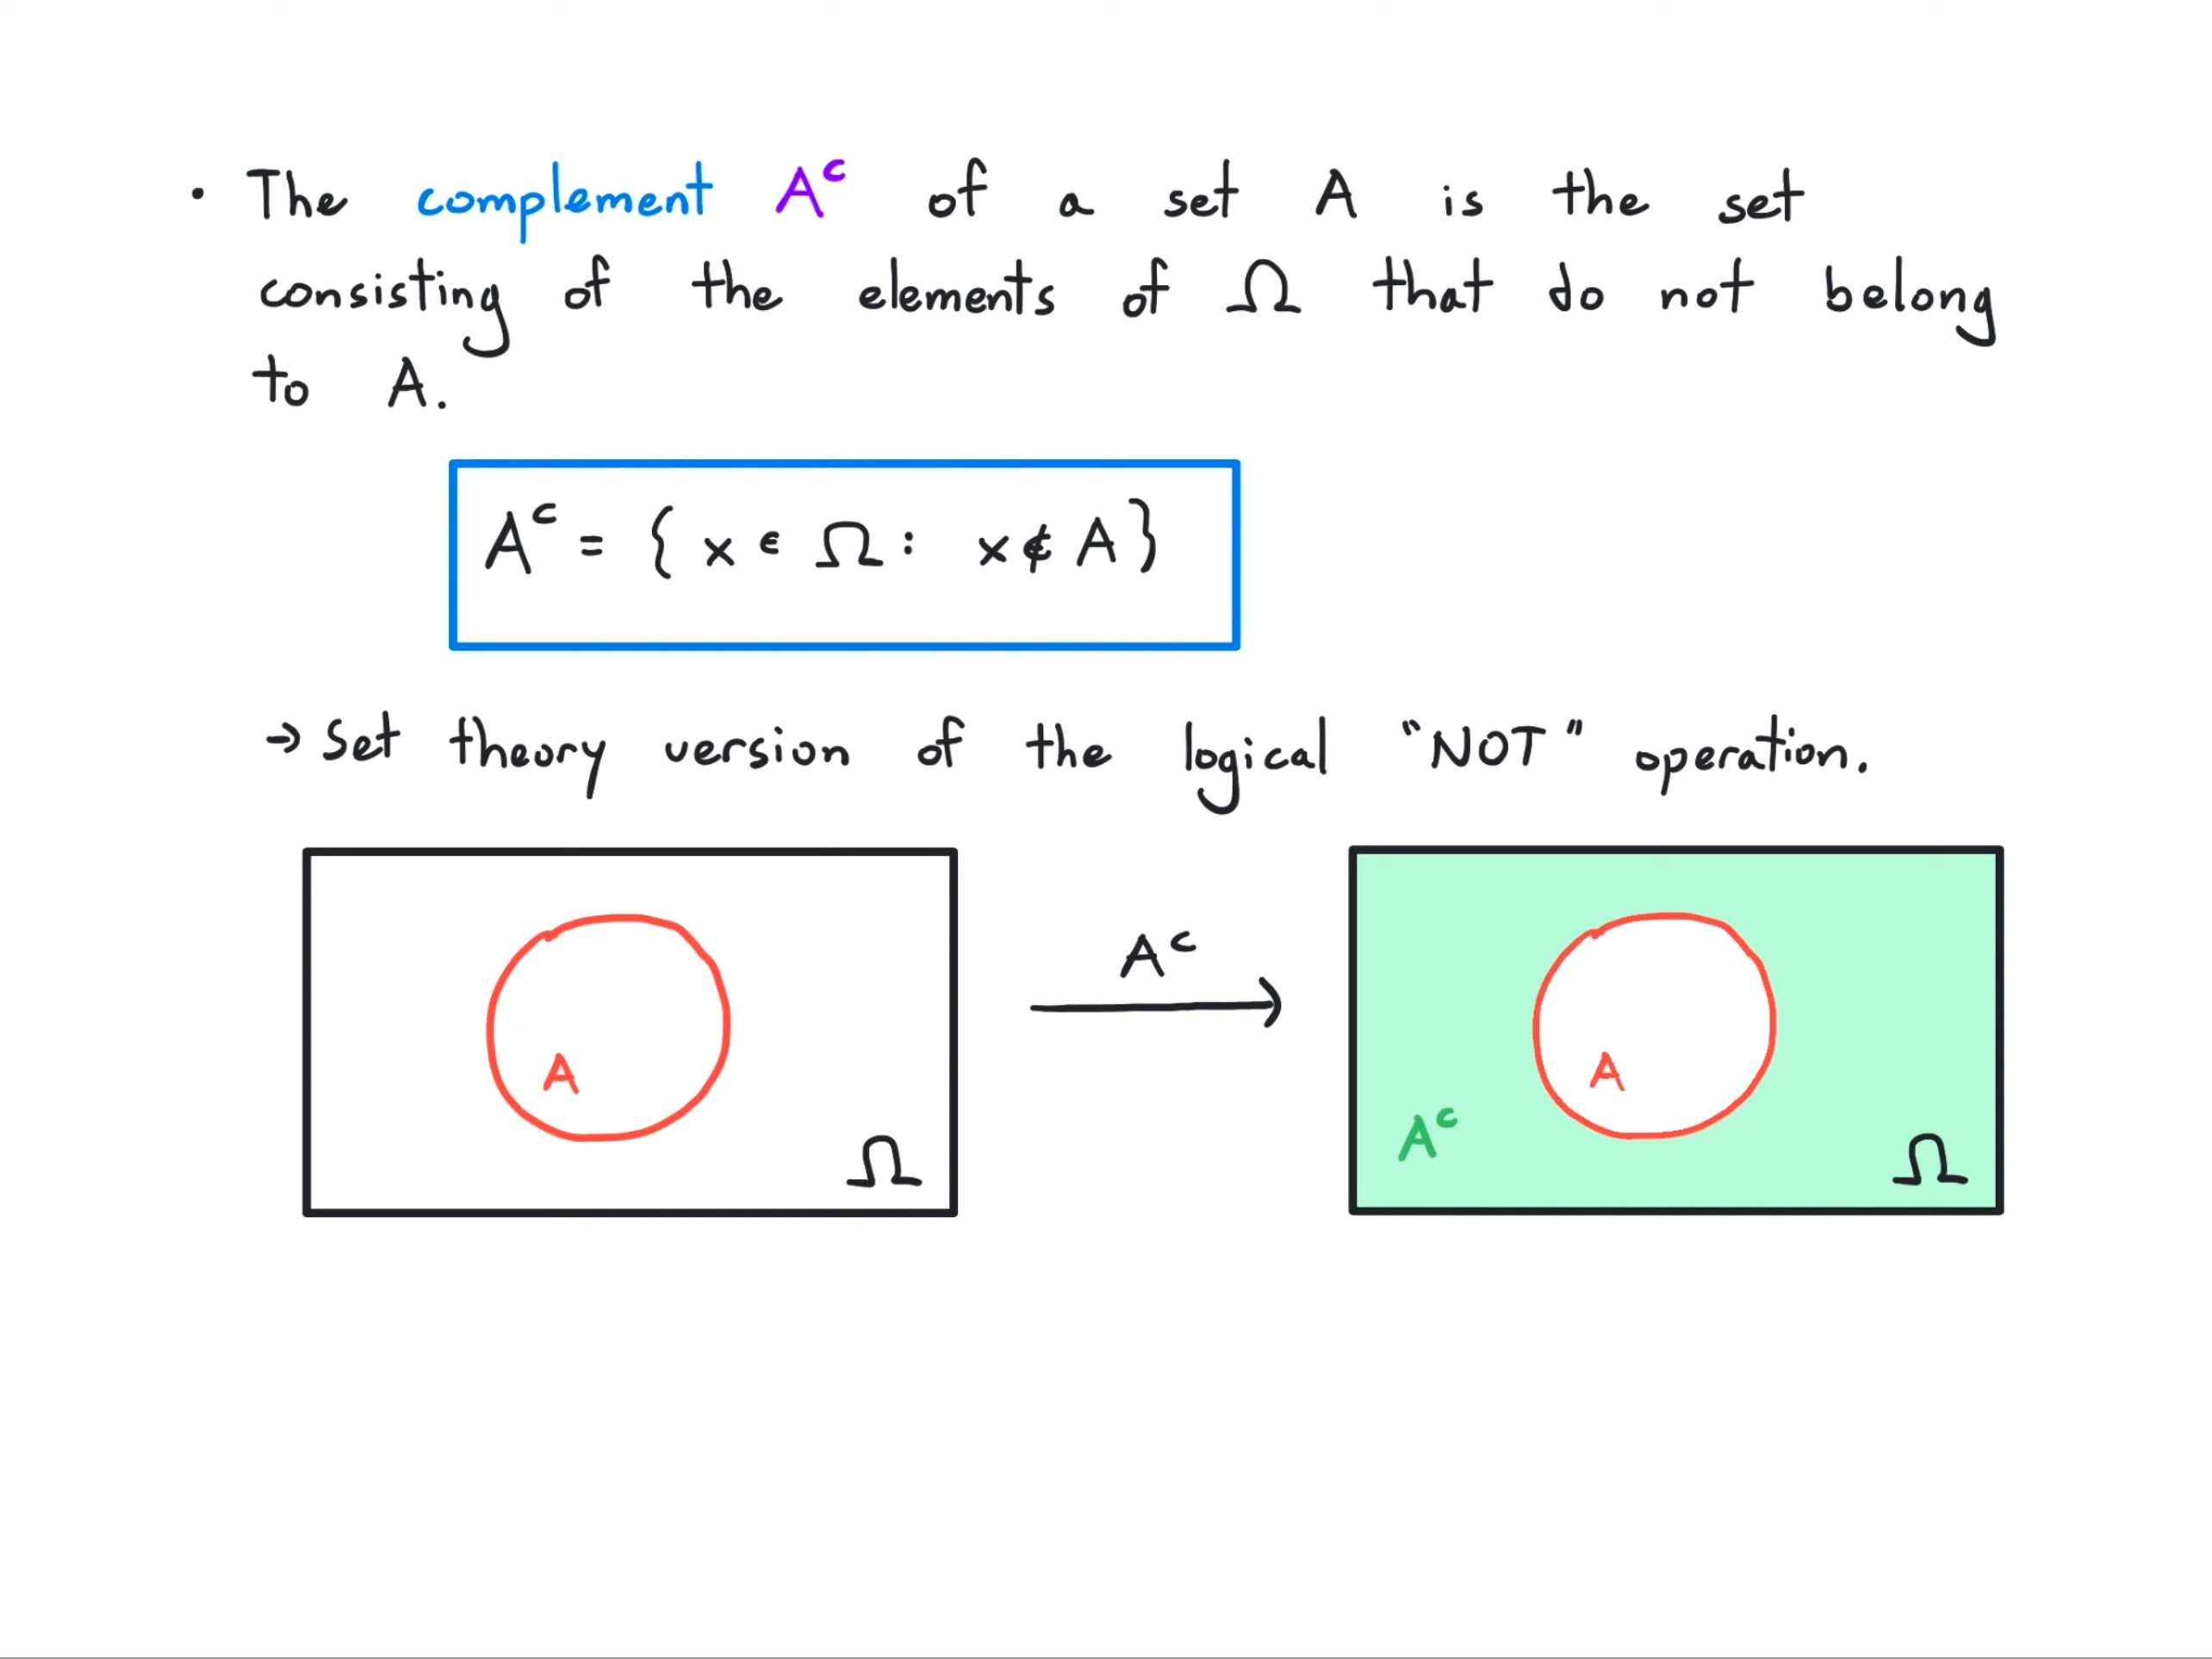 • The complement Aᶜ of a set A is the set
consisting of the elements of Ω that do not belong
to A.
Aᶜ = { x ∈ Ω : x ∉ A }
→ Set theory version of the logical "NOT" operation.
A
Ω
Aᶜ
A
Aᶜ
Ω